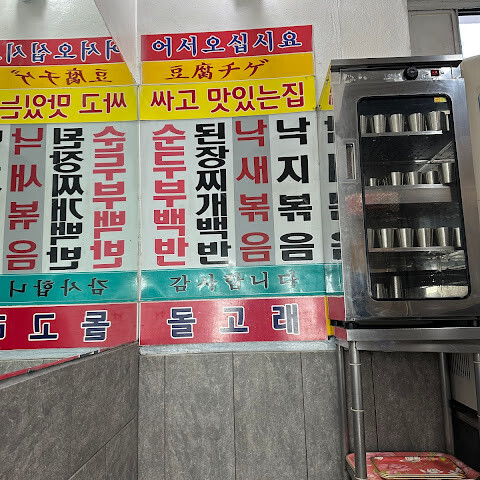 어서오십시요
豆腐チゲ
싸고 맛있는집
순두부백반
된장찌개백반
낙새볶음
낙지볶음
감사합니다
돌고래